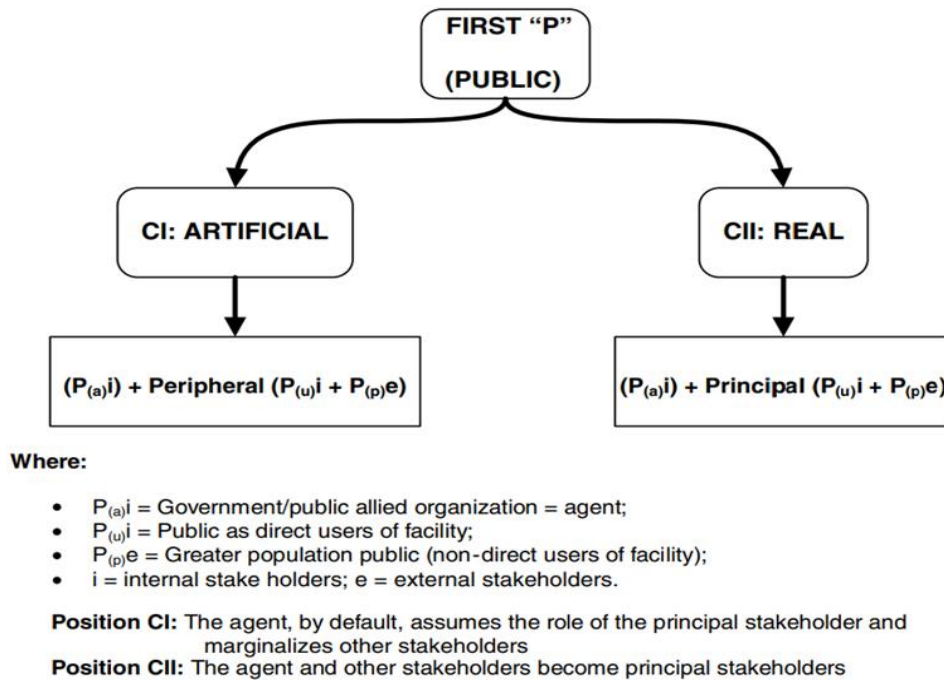 FIRST “P”
(PUBLIC)
CI: ARTIFICIAL
CII: REAL
(P(a)i) + Peripheral (P(u)i + P(p)e)
(P(a)i) + Principal (P(u)i + P(p)e)
Where:
• P(a)i = Government/public allied organization = agent;
• P(u)i = Public as direct users of facility;
• P(p)e = Greater population public (non-direct users of facility);
• i = internal stake holders; e = external stakeholders.
Position CI: The agent, by default, assumes the role of the principal stakeholder and
marginalizes other stakeholders
Position CII: The agent and other stakeholders become principal stakeholders